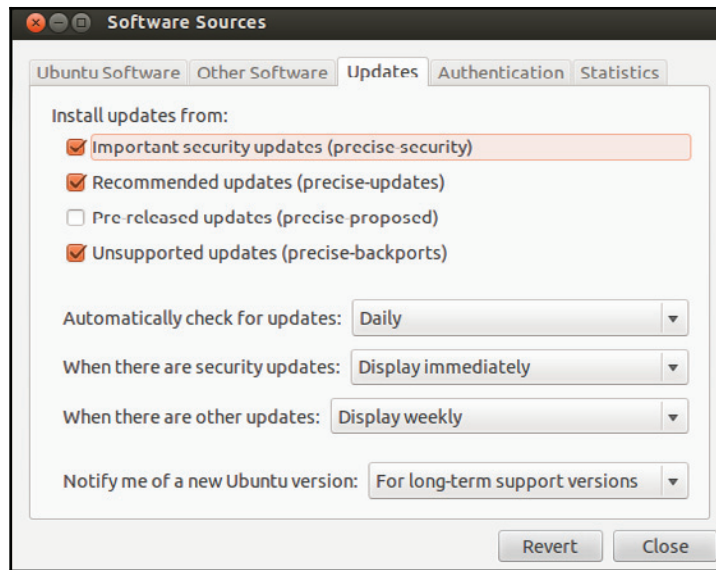 Software Sources
Ubuntu Software Other Software Updates Authentication Statistics
Install updates from:
Important security updates (precise-security)
Recommended updates (precise-updates)
Pre-released updates (precise-proposed)
Unsupported updates (precise-backports)
Automatically check for updates: Daily
When there are security updates: Display immediately
When there are other updates: Display weekly
Notify me of a new Ubuntu version: For long-term support versions
Revert Close